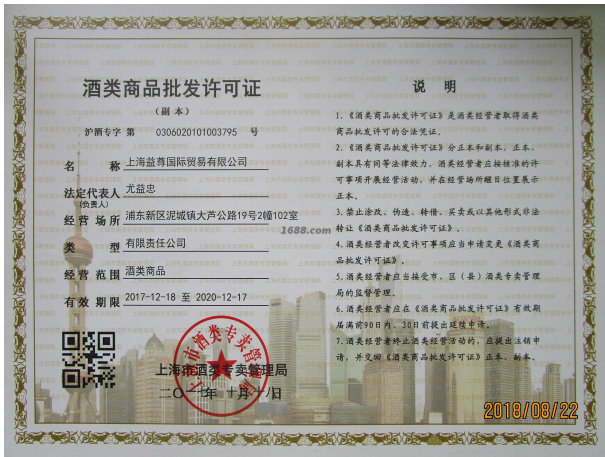 酒类商品批发许可证
（副本）
沪酒专字 第 0306020101003795 号
名 称 上海益尊国际贸易有限公司
法定代表人 尤益忠
(负责人)
经营场所 浦东新区泥城镇大芦公路19号2幢102室
类 型 有限责任公司
经营范围 酒类商品
有效期限 2017-12-18 至 2020-12-17
上海市酒类专卖管理局
说 明
1.《酒类商品批发许可证》是酒类经营者取得酒类
商品批发许可的合法凭证。
2.《酒类商品批发许可证》分正本和副本，正本、
副本具有同等法律效力，酒类经营者应按核准的许
可事项开展经营活动，并在经营场所醒目位置展示
正本。
3.禁止涂改、伪造、转借、买卖或以其他形式非法
转让《酒类商品批发许可证》。
4.酒类经营者改变许可事项应当申请变更《酒类商
品批发许可证》。
5.酒类经营者应当接受市、区（县）酒类专卖管理
局的监督管理。
6.酒类经营者应在《酒类商品批发许可证》有效期
届满前90日内、30日前提出延续申请。
7.酒类经营者终止酒类经营活动的，应提出注销申
请，并交回《酒类商品批发许可证》正本、副本。
1688.com
2018/08/22